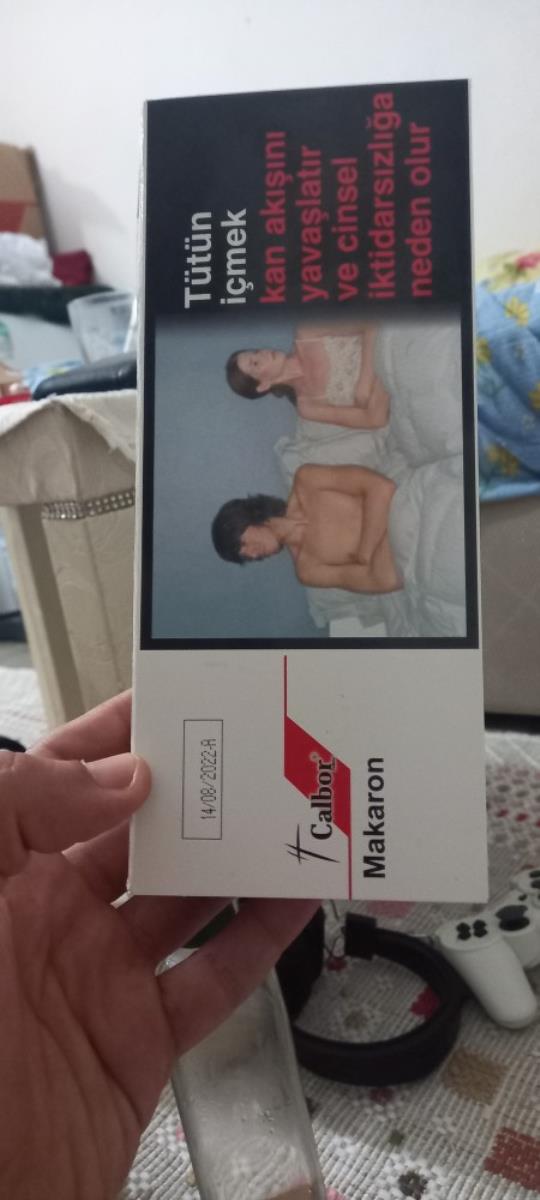 Tütün
içmek
kan akışını
yavaşlatır
ve cinsel
iktidarsızlığa
neden olur
14/08/2022-A
Calbor®
Makaron